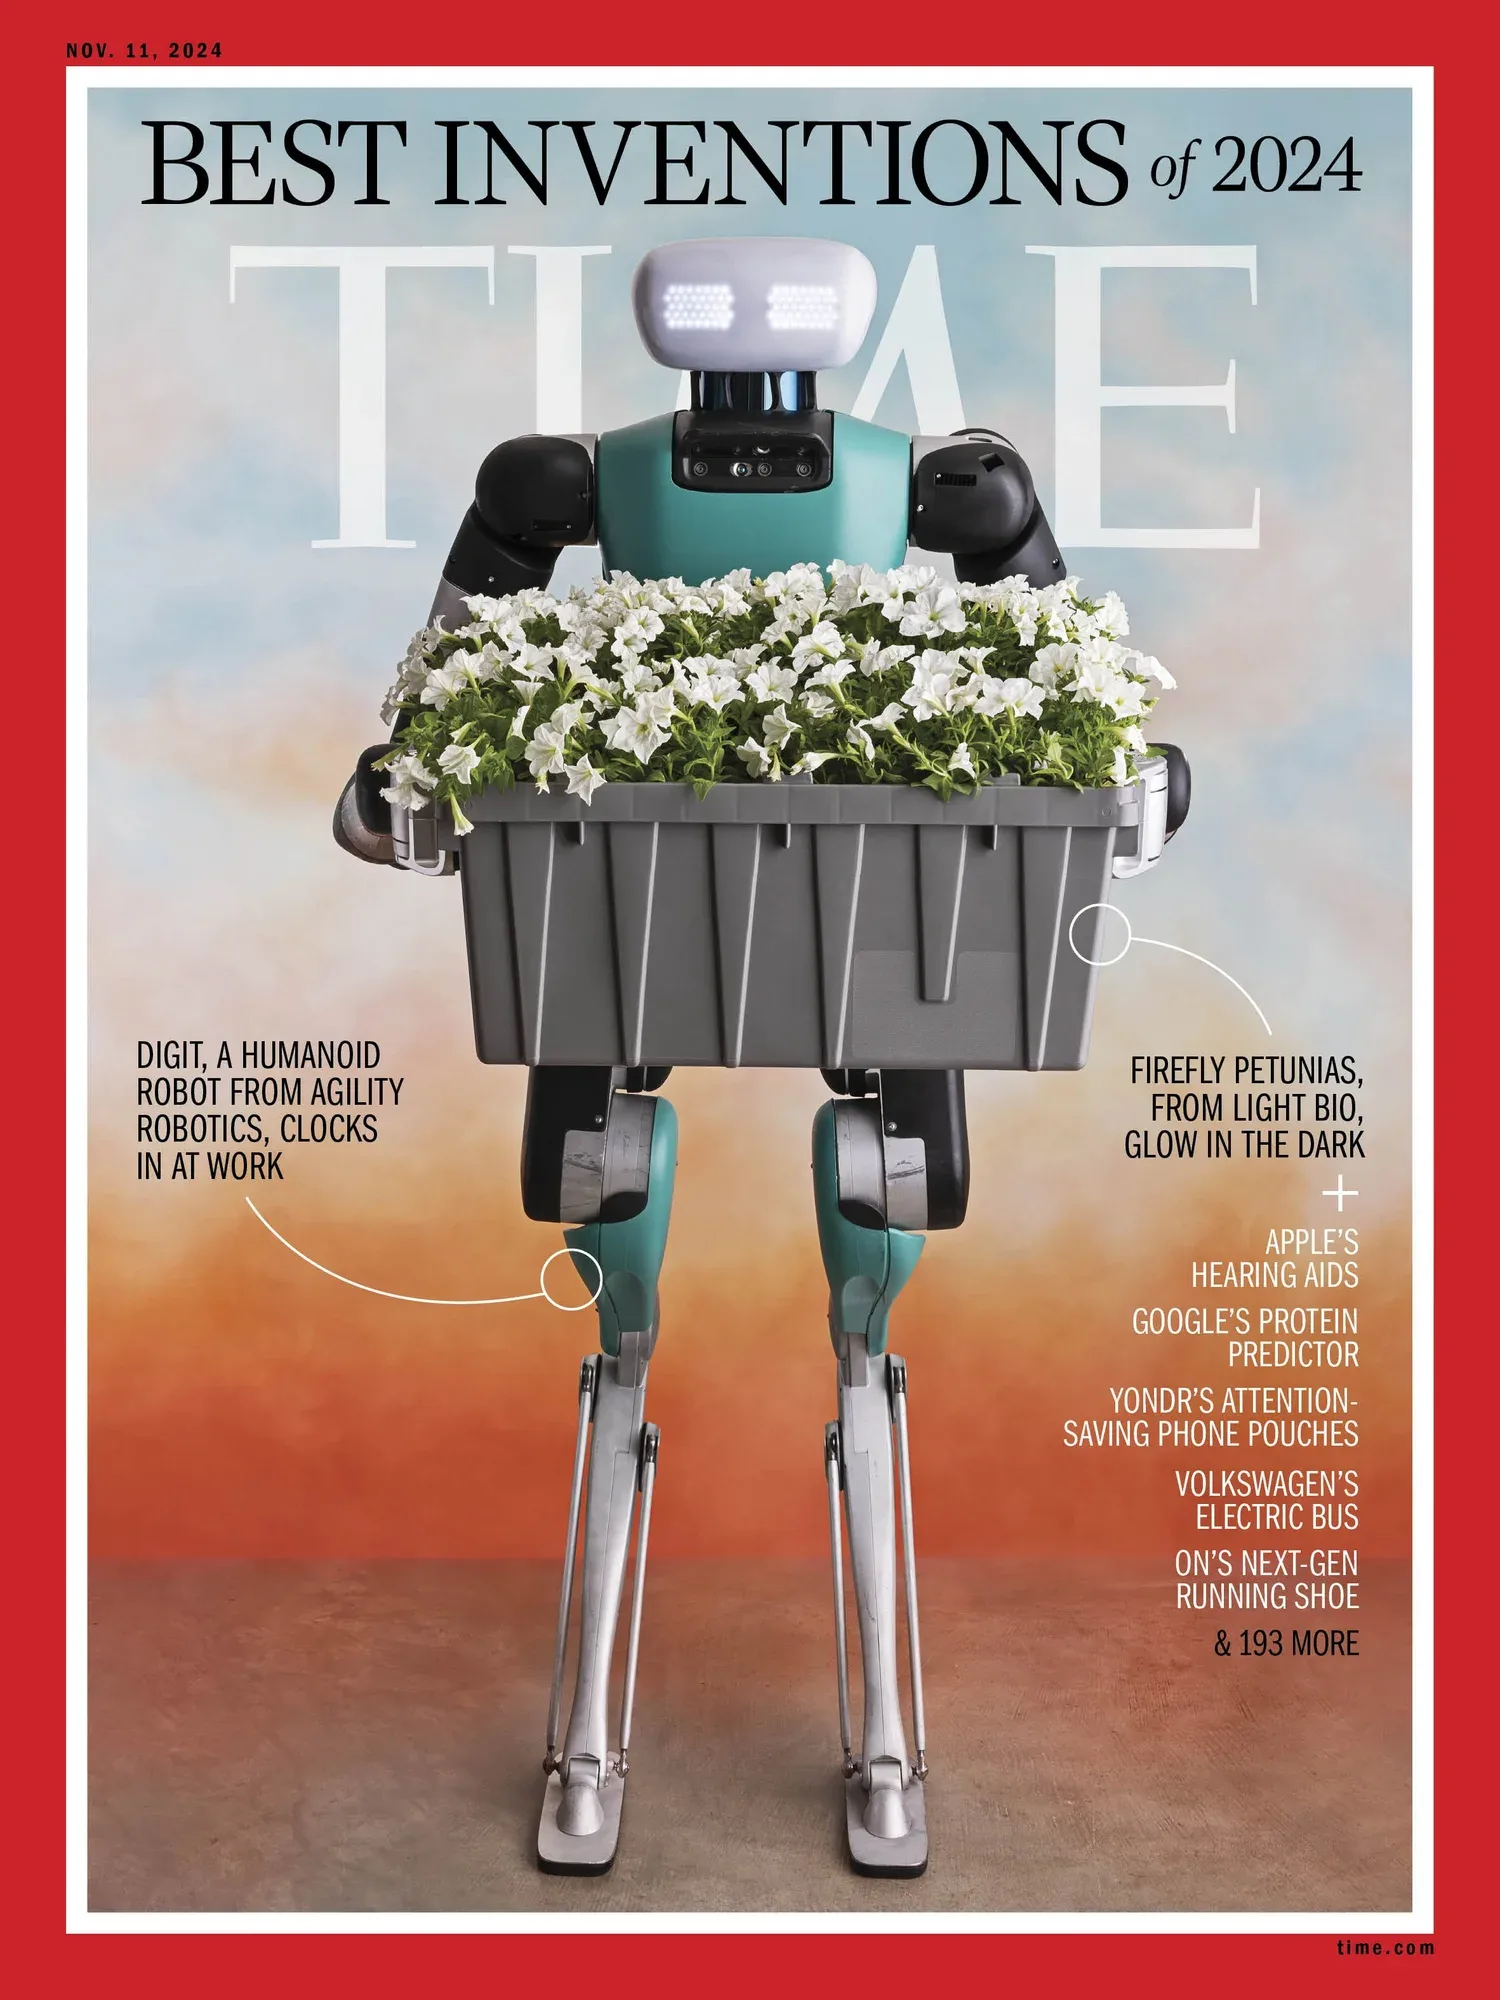 NOV. 11, 2024
BEST INVENTIONS of 2024
TIME
DIGIT, A HUMANOID
ROBOT FROM AGILITY
ROBOTICS, CLOCKS
IN AT WORK
FIREFLY PETUNIAS,
FROM LIGHT BIO,
GLOW IN THE DARK
+
APPLE’S
HEARING AIDS
GOOGLE’S PROTEIN
PREDICTOR
YONDR’S ATTENTION-
SAVING PHONE POUCHES
VOLKSWAGEN’S
ELECTRIC BUS
ON’S NEXT-GEN
RUNNING SHOE
& 193 MORE
time.com